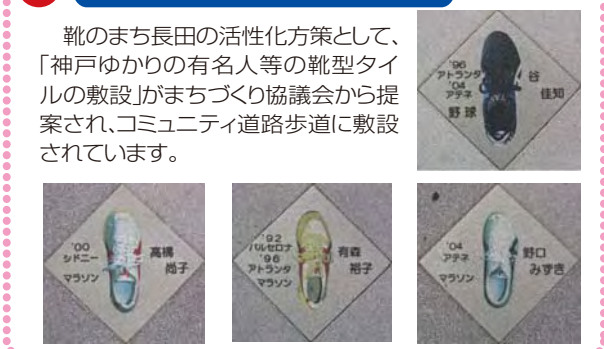 靴のまち長田の活性化方策として、
「神戸ゆかりの有名人等の靴型タイ
ルの敷設」がまちづくり協議会から提
案され、コミュニティ道路歩道に敷設
されています。
'96
アトランタ
'04
アテネ
野球
谷
佳知
'00
シドニー
マラソン
高橋
尚子
'92
バルセロナ
'96
アトランタ
マラソン
有森
裕子
'04
アテネ
マラソン
野口
みずき